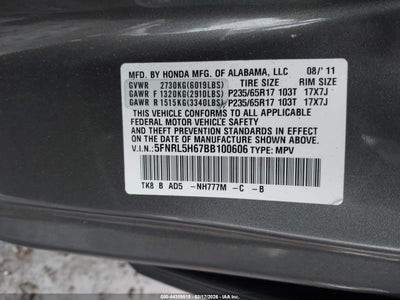 MFD. BY HONDA MFG. OF ALABAMA, LLC 08/'11
GVWR 2730KG(6019LBS) TIRE SIZE RIM SIZE
GAWR F 1320KG(2910LBS) P235/65R17 103T 17X7J
GAWR R 1515KG(3340LBS) P235/65R17 103T 17X7J
THIS VEHICLE CONFORMS TO ALL APPLICABLE
FEDERAL MOTOR VEHICLE SAFETY
AND THEFT PREVENTION STANDARDS IN
EFFECT ON THE DATE OF MANUFACTURE
SHOWN ABOVE.
V.I.N.: 5FNRL5H67BB100606 TYPE: MPV
TK8 B AD5 -NH777M -C -B